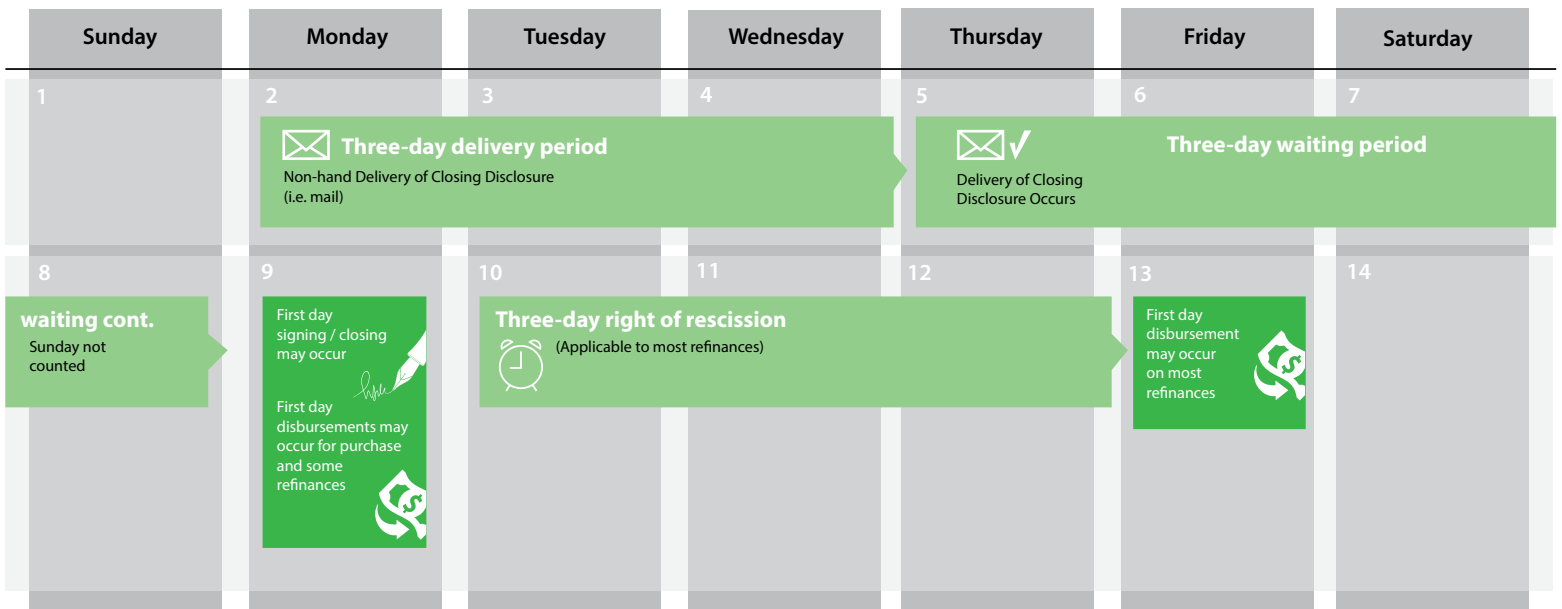 Sunday
Monday
Tuesday
Wednesday
Thursday
Friday
Saturday
1
2
3
4
5
6
7
Three-day delivery period
Non-hand Delivery of Closing Disclosure
(i.e. mail)
Three-day waiting period
Delivery of Closing
Disclosure Occurs
8
9
10
11
12
13
14
waiting cont.
Sunday not
counted
First day
signing / closing
may occur
First day
disbursements may
occur for purchase
and some
refinances
Three-day right of rescission
(Applicable to most refinances)
First day
disbursement
may occur
on most
refinances